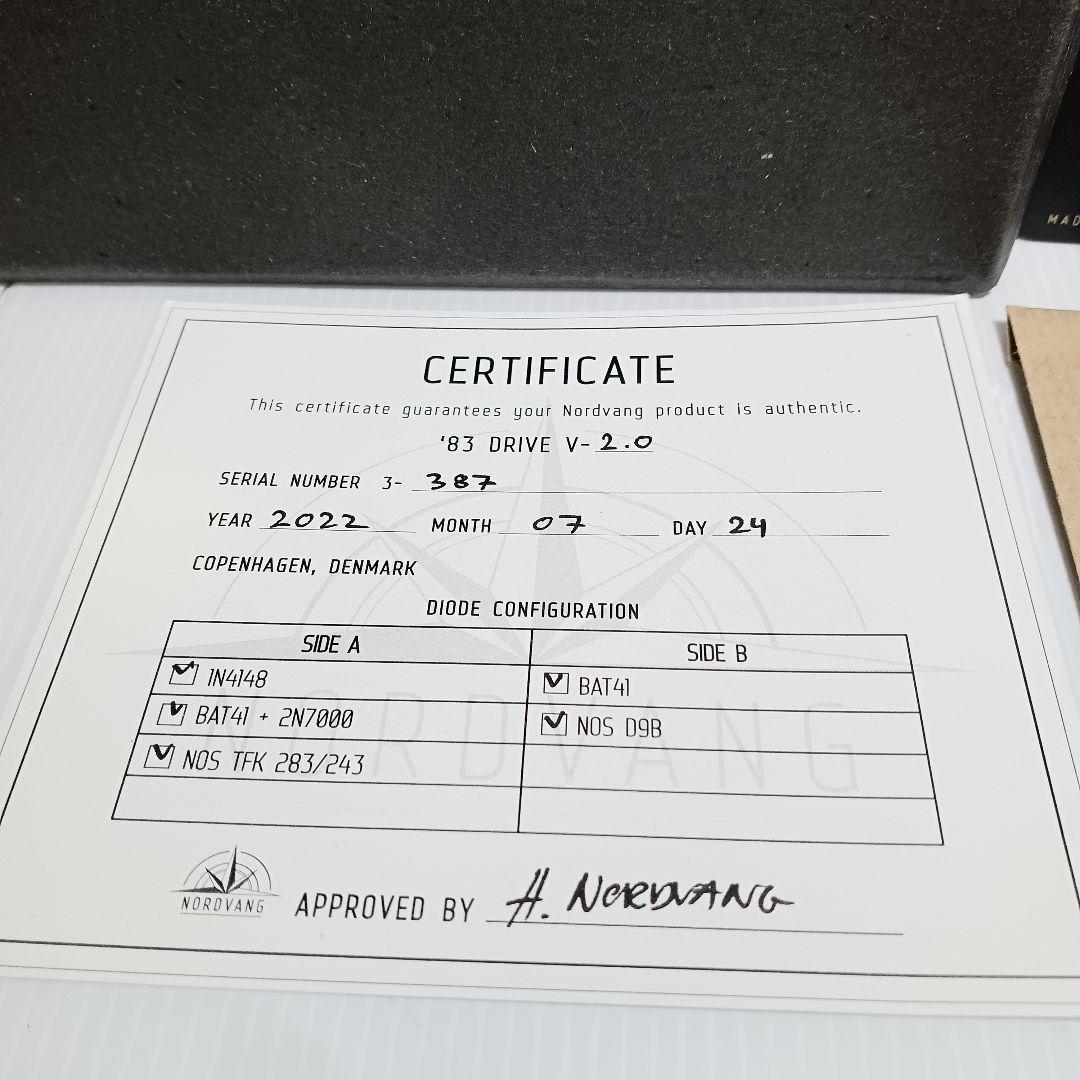 MAD
CERTIFICATE
This certificate guarantees your Nordvang product is authentic.
'83 DRIVE V- 2.0
SERIAL NUMBER 3- 387
YEAR 2022 MONTH 07 DAY 24
COPENHAGEN, DENMARK
DIODE CONFIGURATION
SIDE A SIDE B
1N4148 BAT41
BAT41 + 2N7000 NOS D9B
NOS TFK 283/243
NORDVANG
NORDVANG APPROVED BY H. NORDVANG